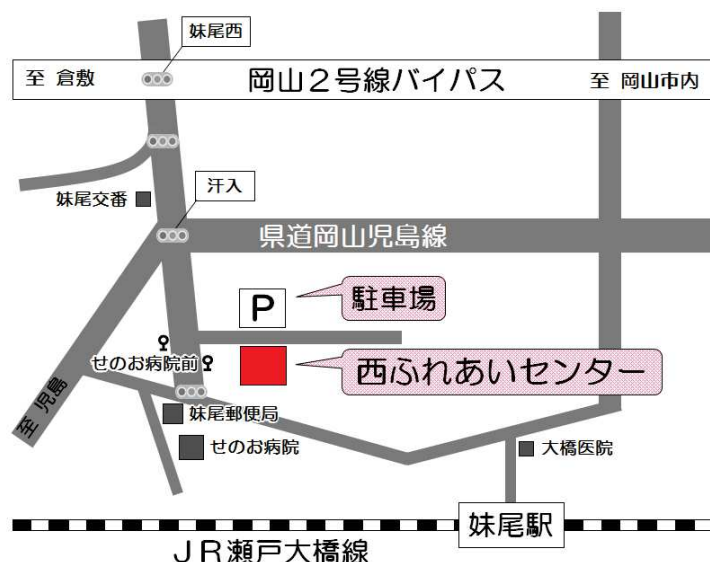 妹尾西
至 倉敷
岡山２号線バイパス
至 岡山市内
妹尾交番
汗入
県道岡山児島線
P
駐車場
せのお病院前
西ふれあいセンター
至 児島
妹尾郵便局
せのお病院
大橋医院
妹尾駅
ＪＲ瀬戸大橋線